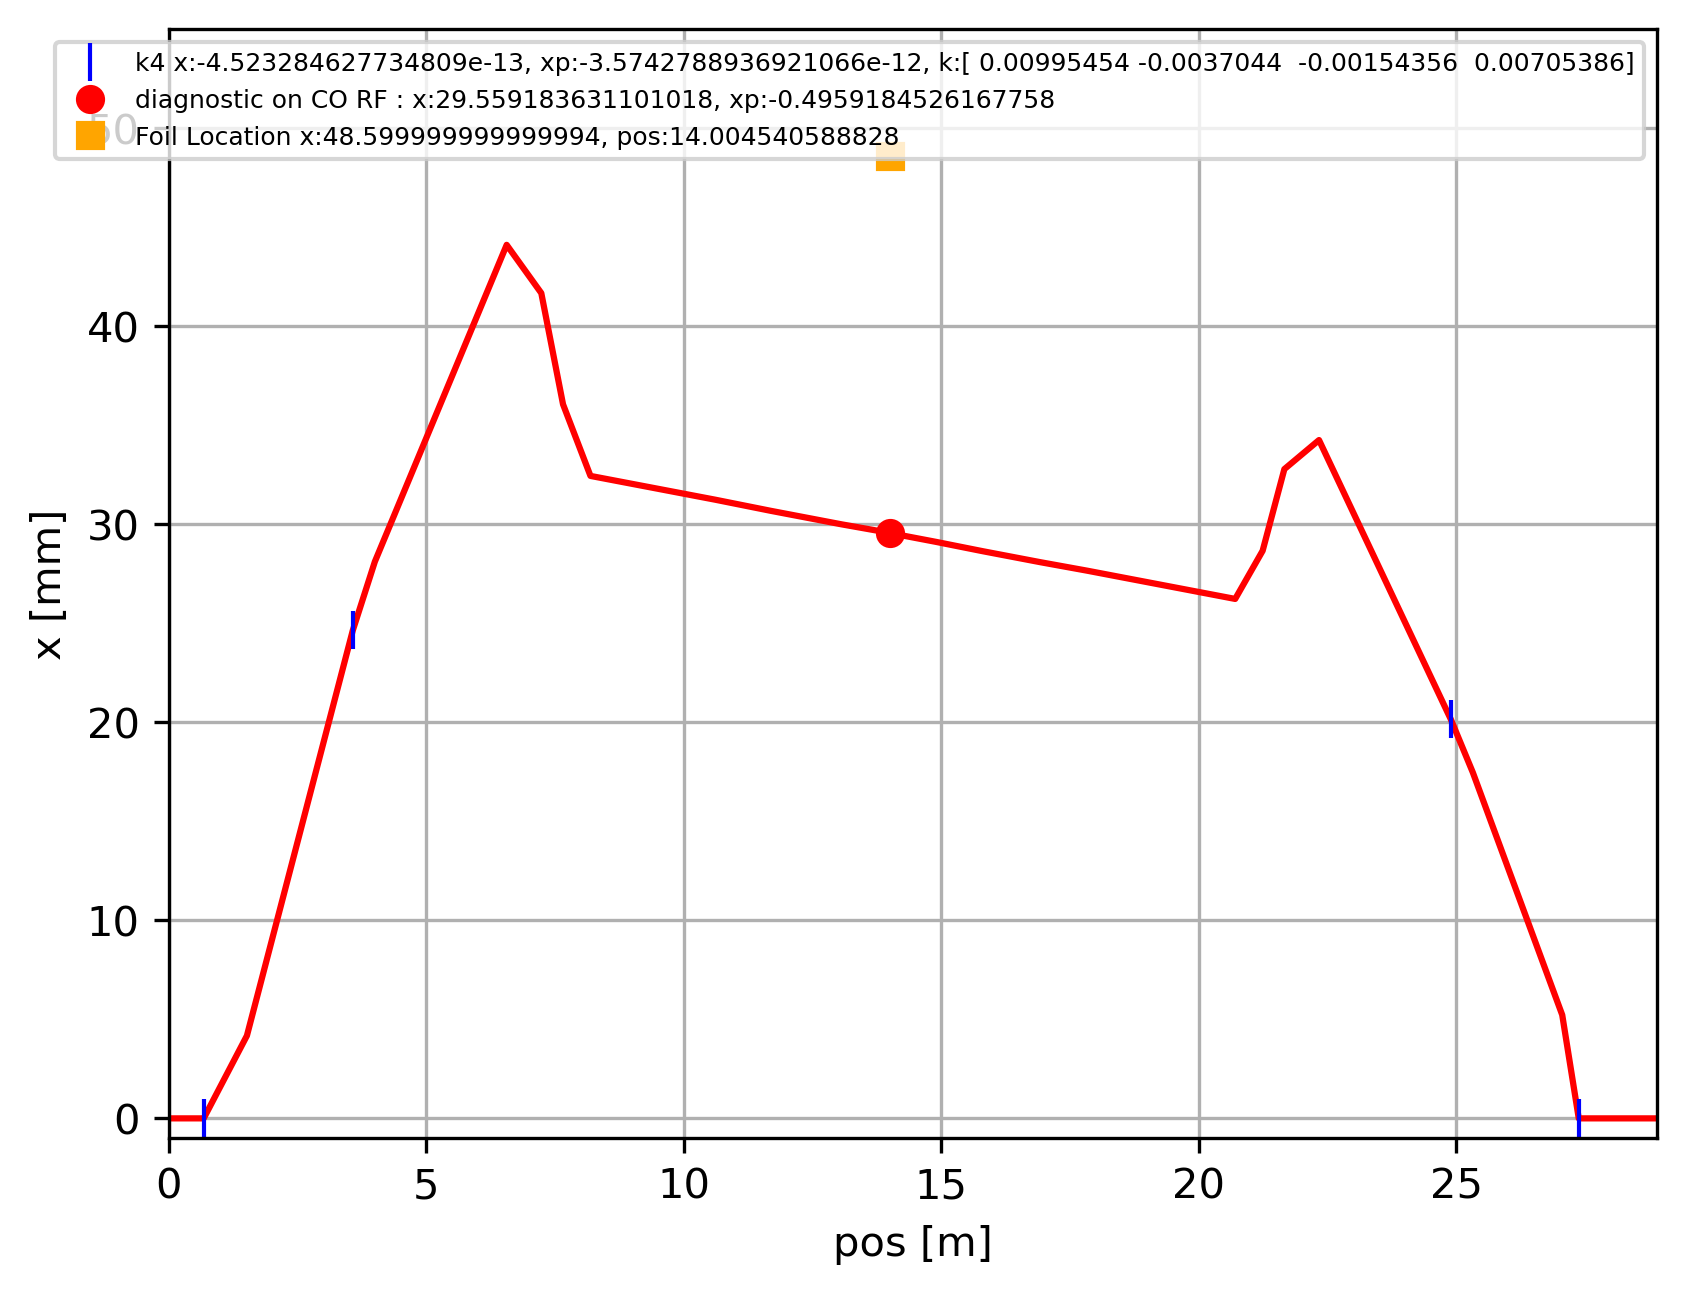 k4 x:-4.523284627734809e-13, xp:-3.5742788936921066e-12, k:[ 0.00995454 -0.0037044  -0.00154356  0.00705386]
diagnostic on CO RF : x:29.559183631101018, xp:-0.4959184526167758
Foil Location x:48.599999999999994, pos:14.004540588828
50
40
30
20
10
0
x [mm]
0 5 10 15 20 25
pos [m]